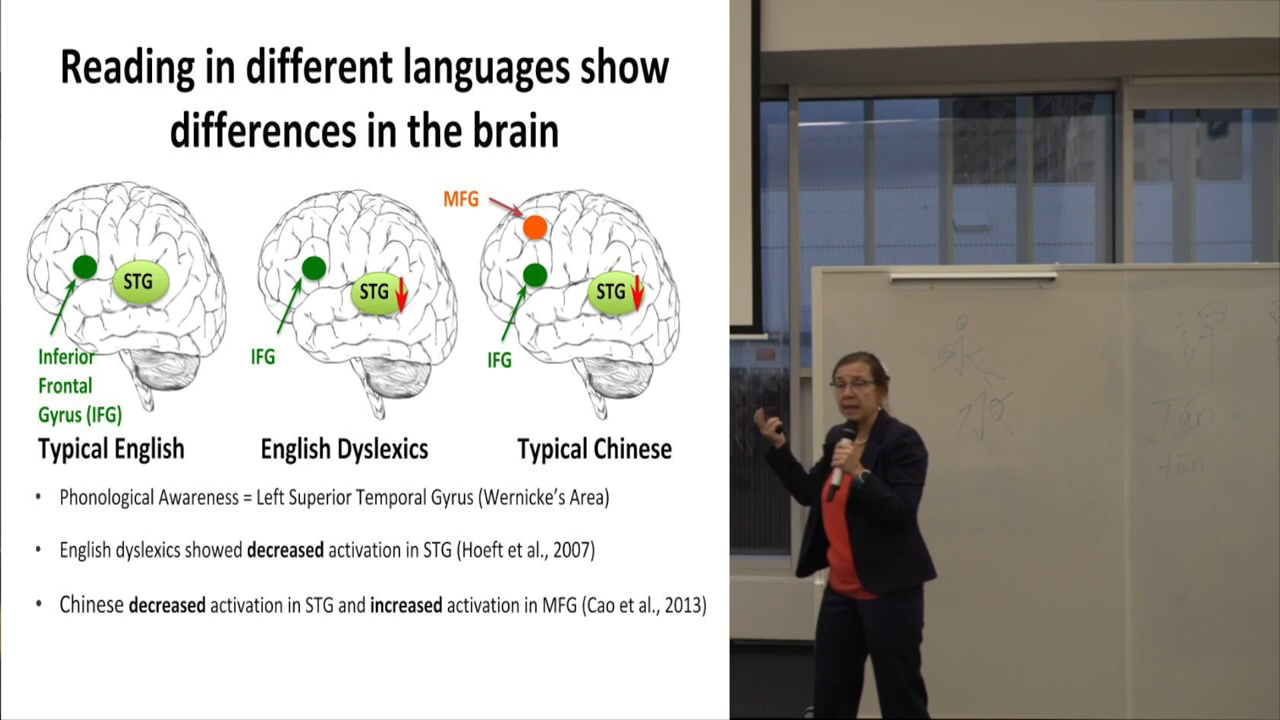 Reading in different languages show
differences in the brain
MFG
STG
STG
STG
Inferior
Frontal
Gyrus (IFG)
IFG
IFG
Typical English
English Dyslexics
Typical Chinese
• Phonological Awareness = Left Superior Temporal Gyrus (Wernicke's Area)
• English dyslexics showed decreased activation in STG (Hoeft et al., 2007)
• Chinese decreased activation in STG and increased activation in MFG (Cao et al., 2013)
Tán
tán